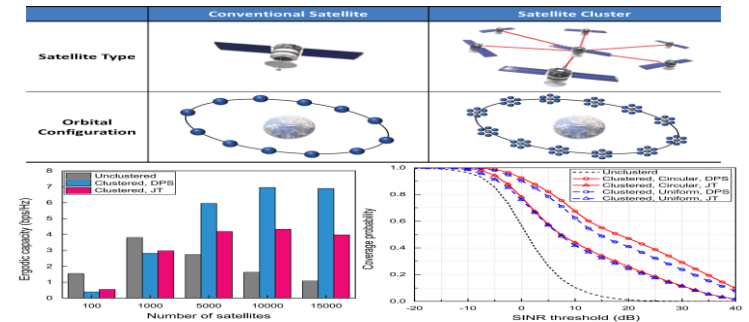 Conventional Satellite
Satellite Cluster
Satellite Type
Orbital
Configuration
Ergodic capacity (bps/Hz)
8
7
6
5
4
3
2
1
0
Unclustered
Clustered, DPS
Clustered, JT
100
1000
5000
10000
15000
Number of satellites
Coverage probability
1.0
0.8
0.6
0.4
0.2
0.0
Unclusterd
Clustered, Circular, DPS
Clustered, Circular, JT
Clustered, Uniform, DPS
Clustered, Uniform, JT
-20
-10
0
10
20
30
40
SINR threshold (dB)